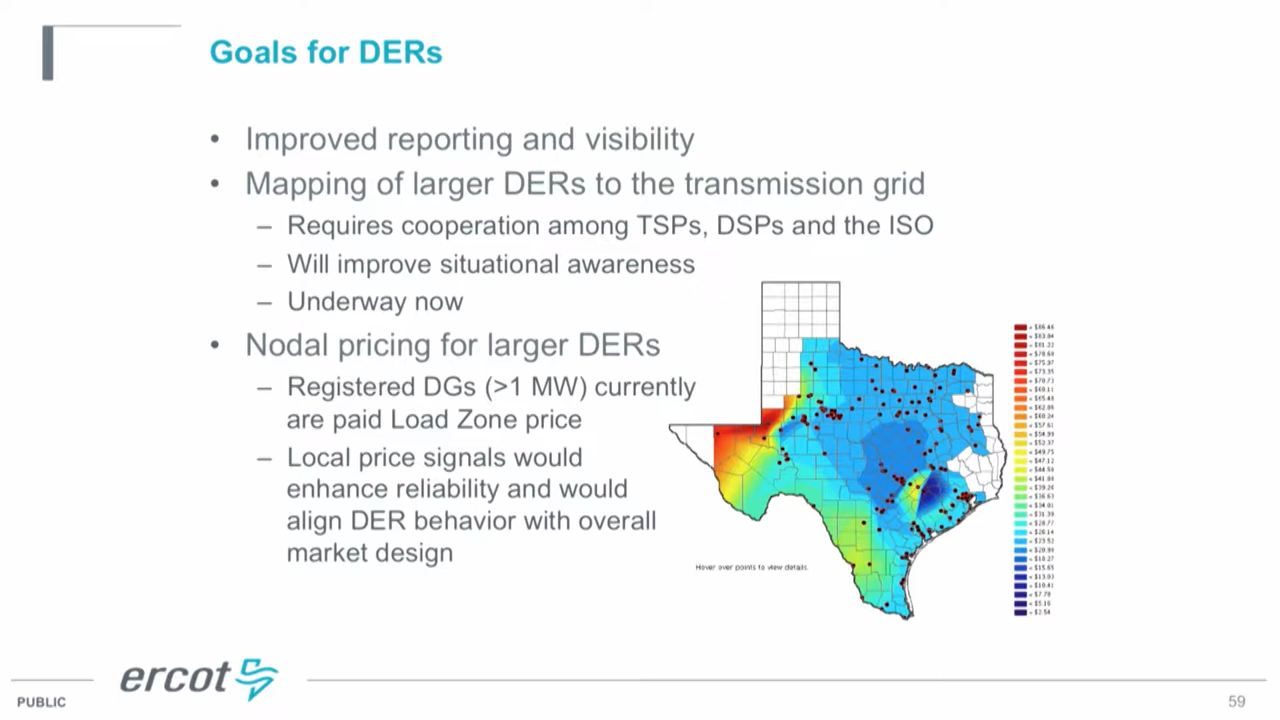 Goals for DERs
• Improved reporting and visibility
• Mapping of larger DERs to the transmission grid
– Requires cooperation among TSPs, DSPs and the ISO
– Will improve situational awareness
– Underway now
• Nodal pricing for larger DERs
– Registered DGs (>1 MW) currently
are paid Load Zone price
– Local price signals would
enhance reliability and would
align DER behavior with overall
market design
Hover over points to view details.
ercot
PUBLIC
59